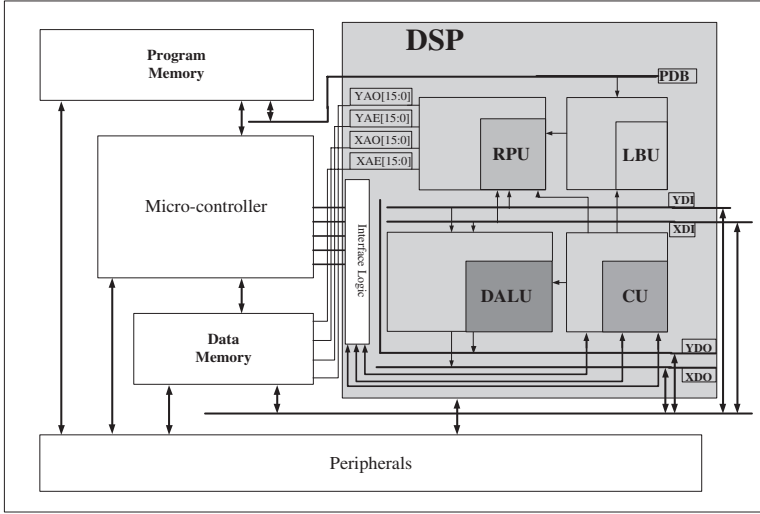 DSP
Program
Memory
PDB
YAO[15:0]
YAE[15:0]
XAO[15:0]
XAE[15:0]
RPU
LBU
Micro-controller
Interface Logic
YDI
XDI
DALU
CU
Data
Memory
YDO
XDO
Peripherals